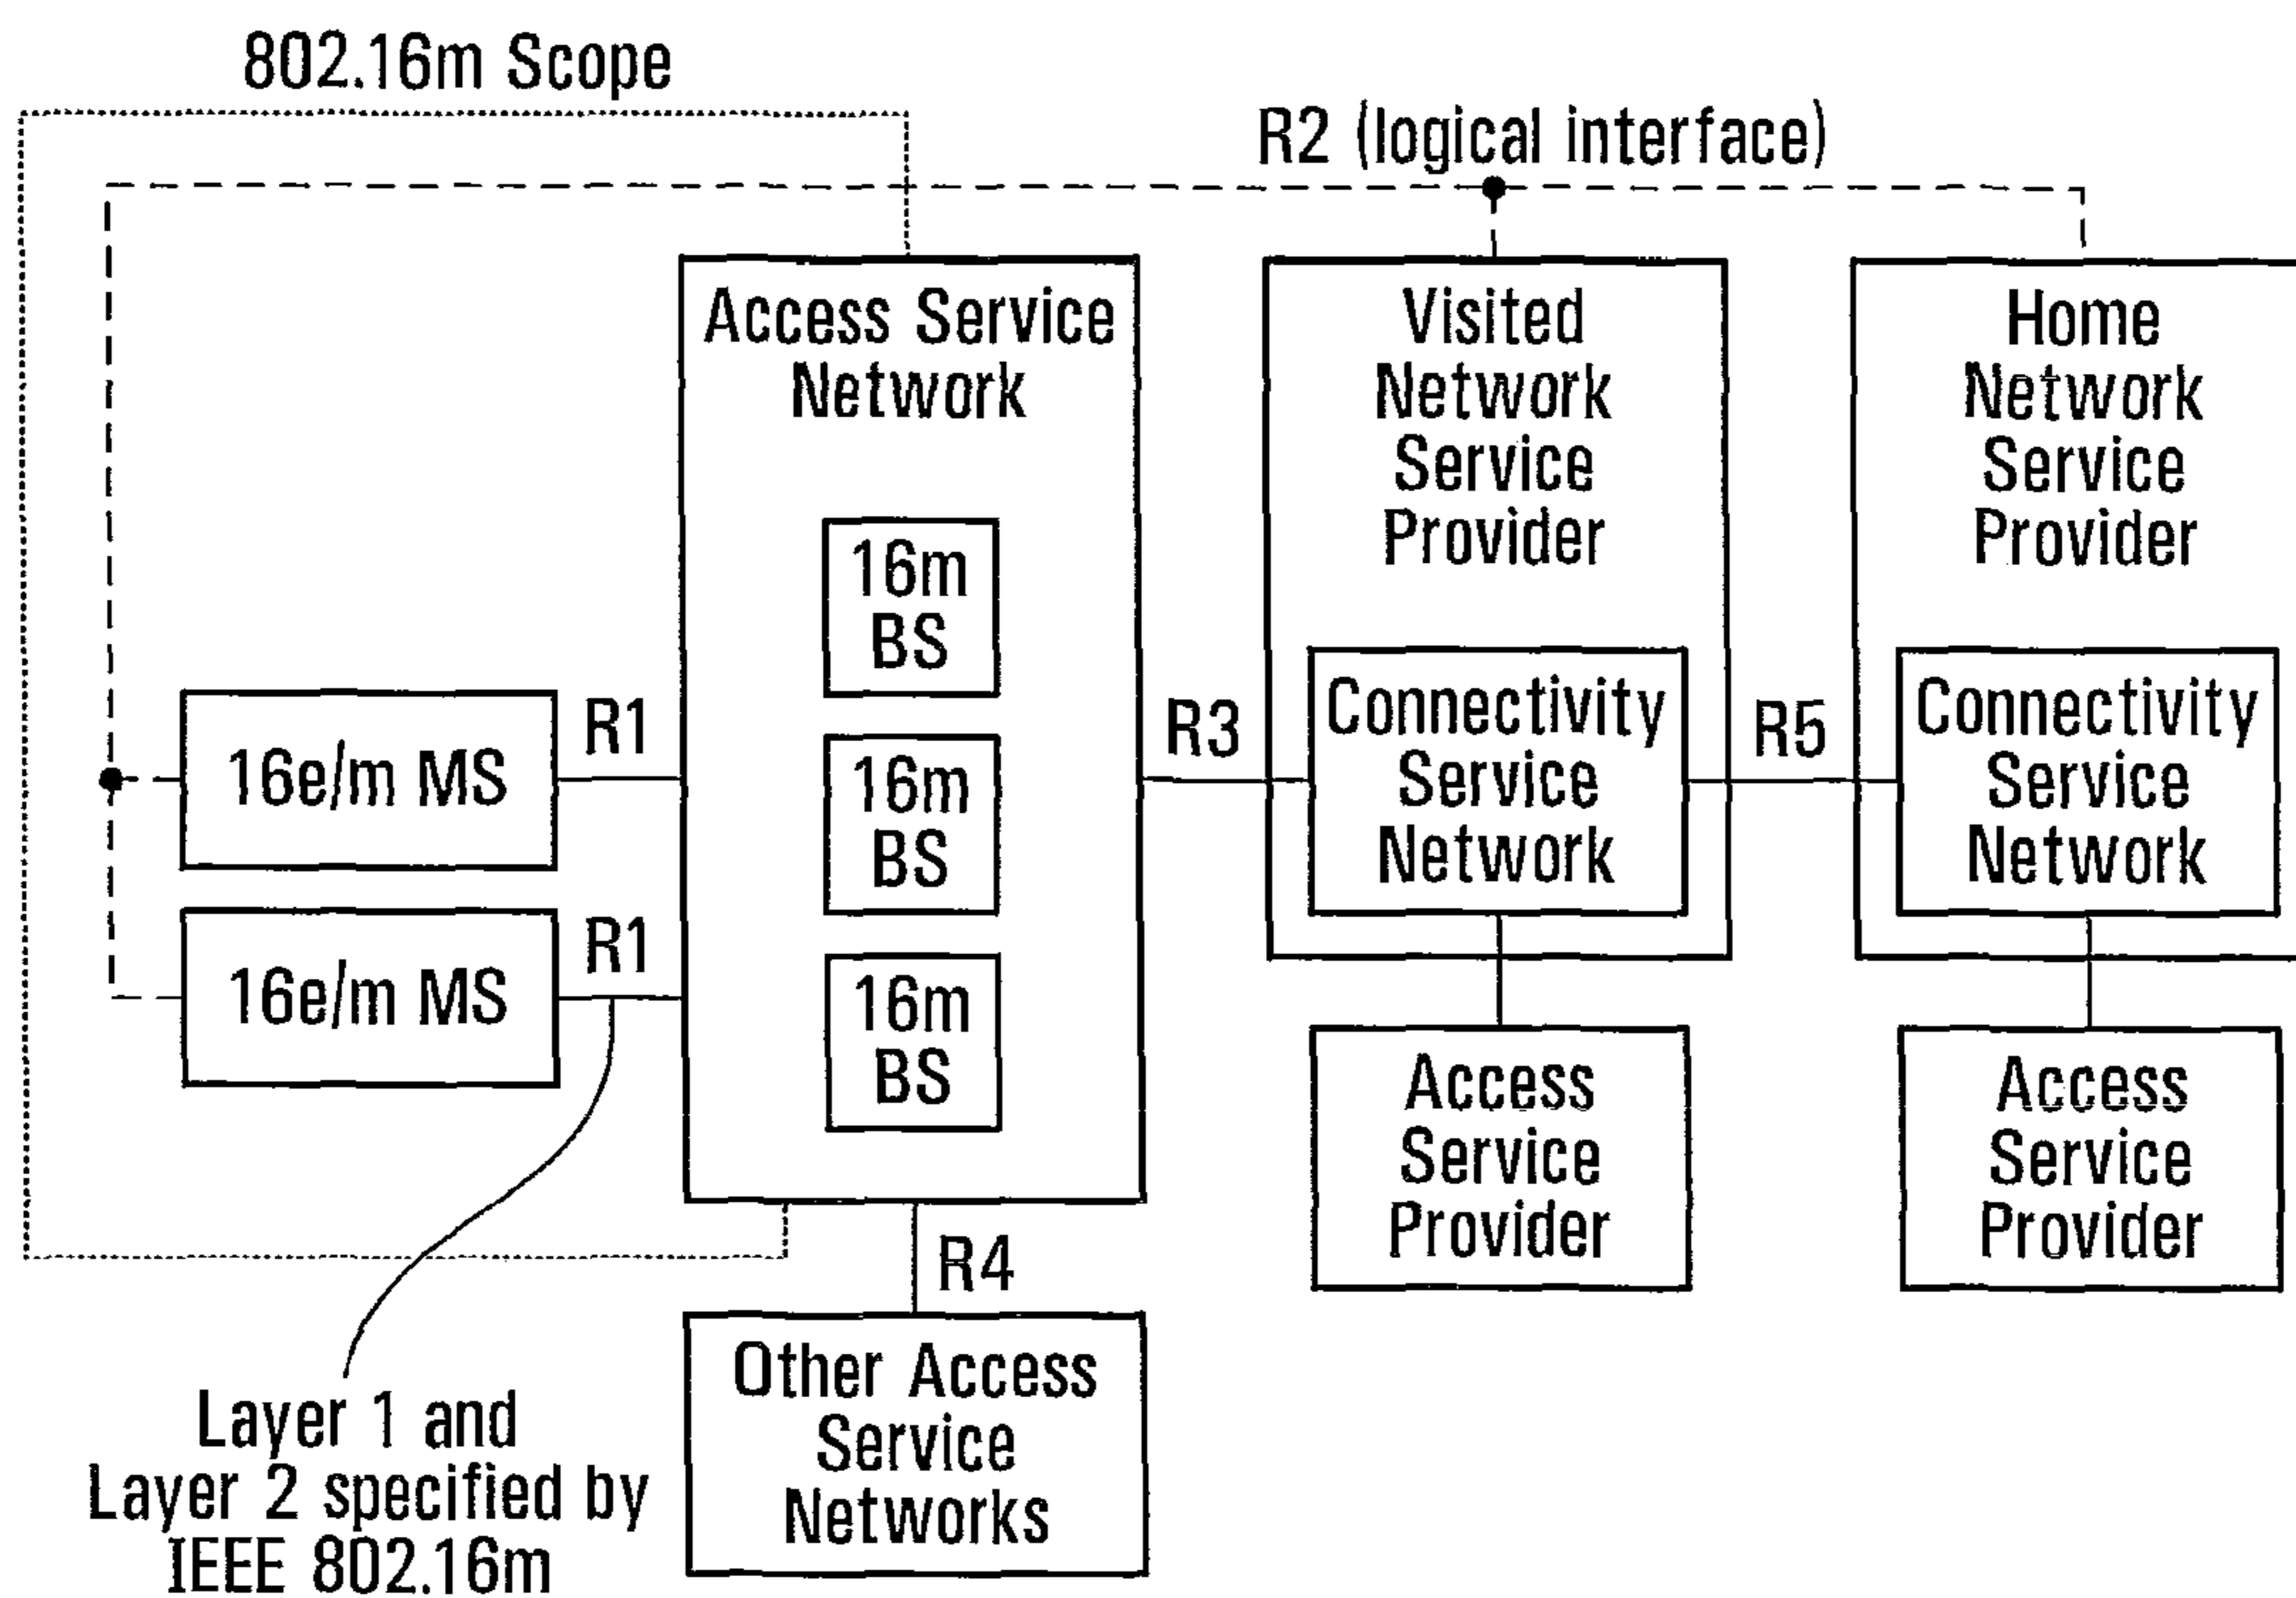 802.16m Scope
R2 (logical interface)
Access Service
Network
16m
BS
16m
BS
16m
BS
Visited
Network
Service
Provider
Home
Network
Service
Provider
16e/m MS
R1
16e/m MS
R1
R3
Connectivity
Service
Network
R5
Connectivity
Service
Network
Access
Service
Provider
Access
Service
Provider
R4
Other Access
Service
Networks
Layer 1 and
Layer 2 specified by
IEEE 802.16m